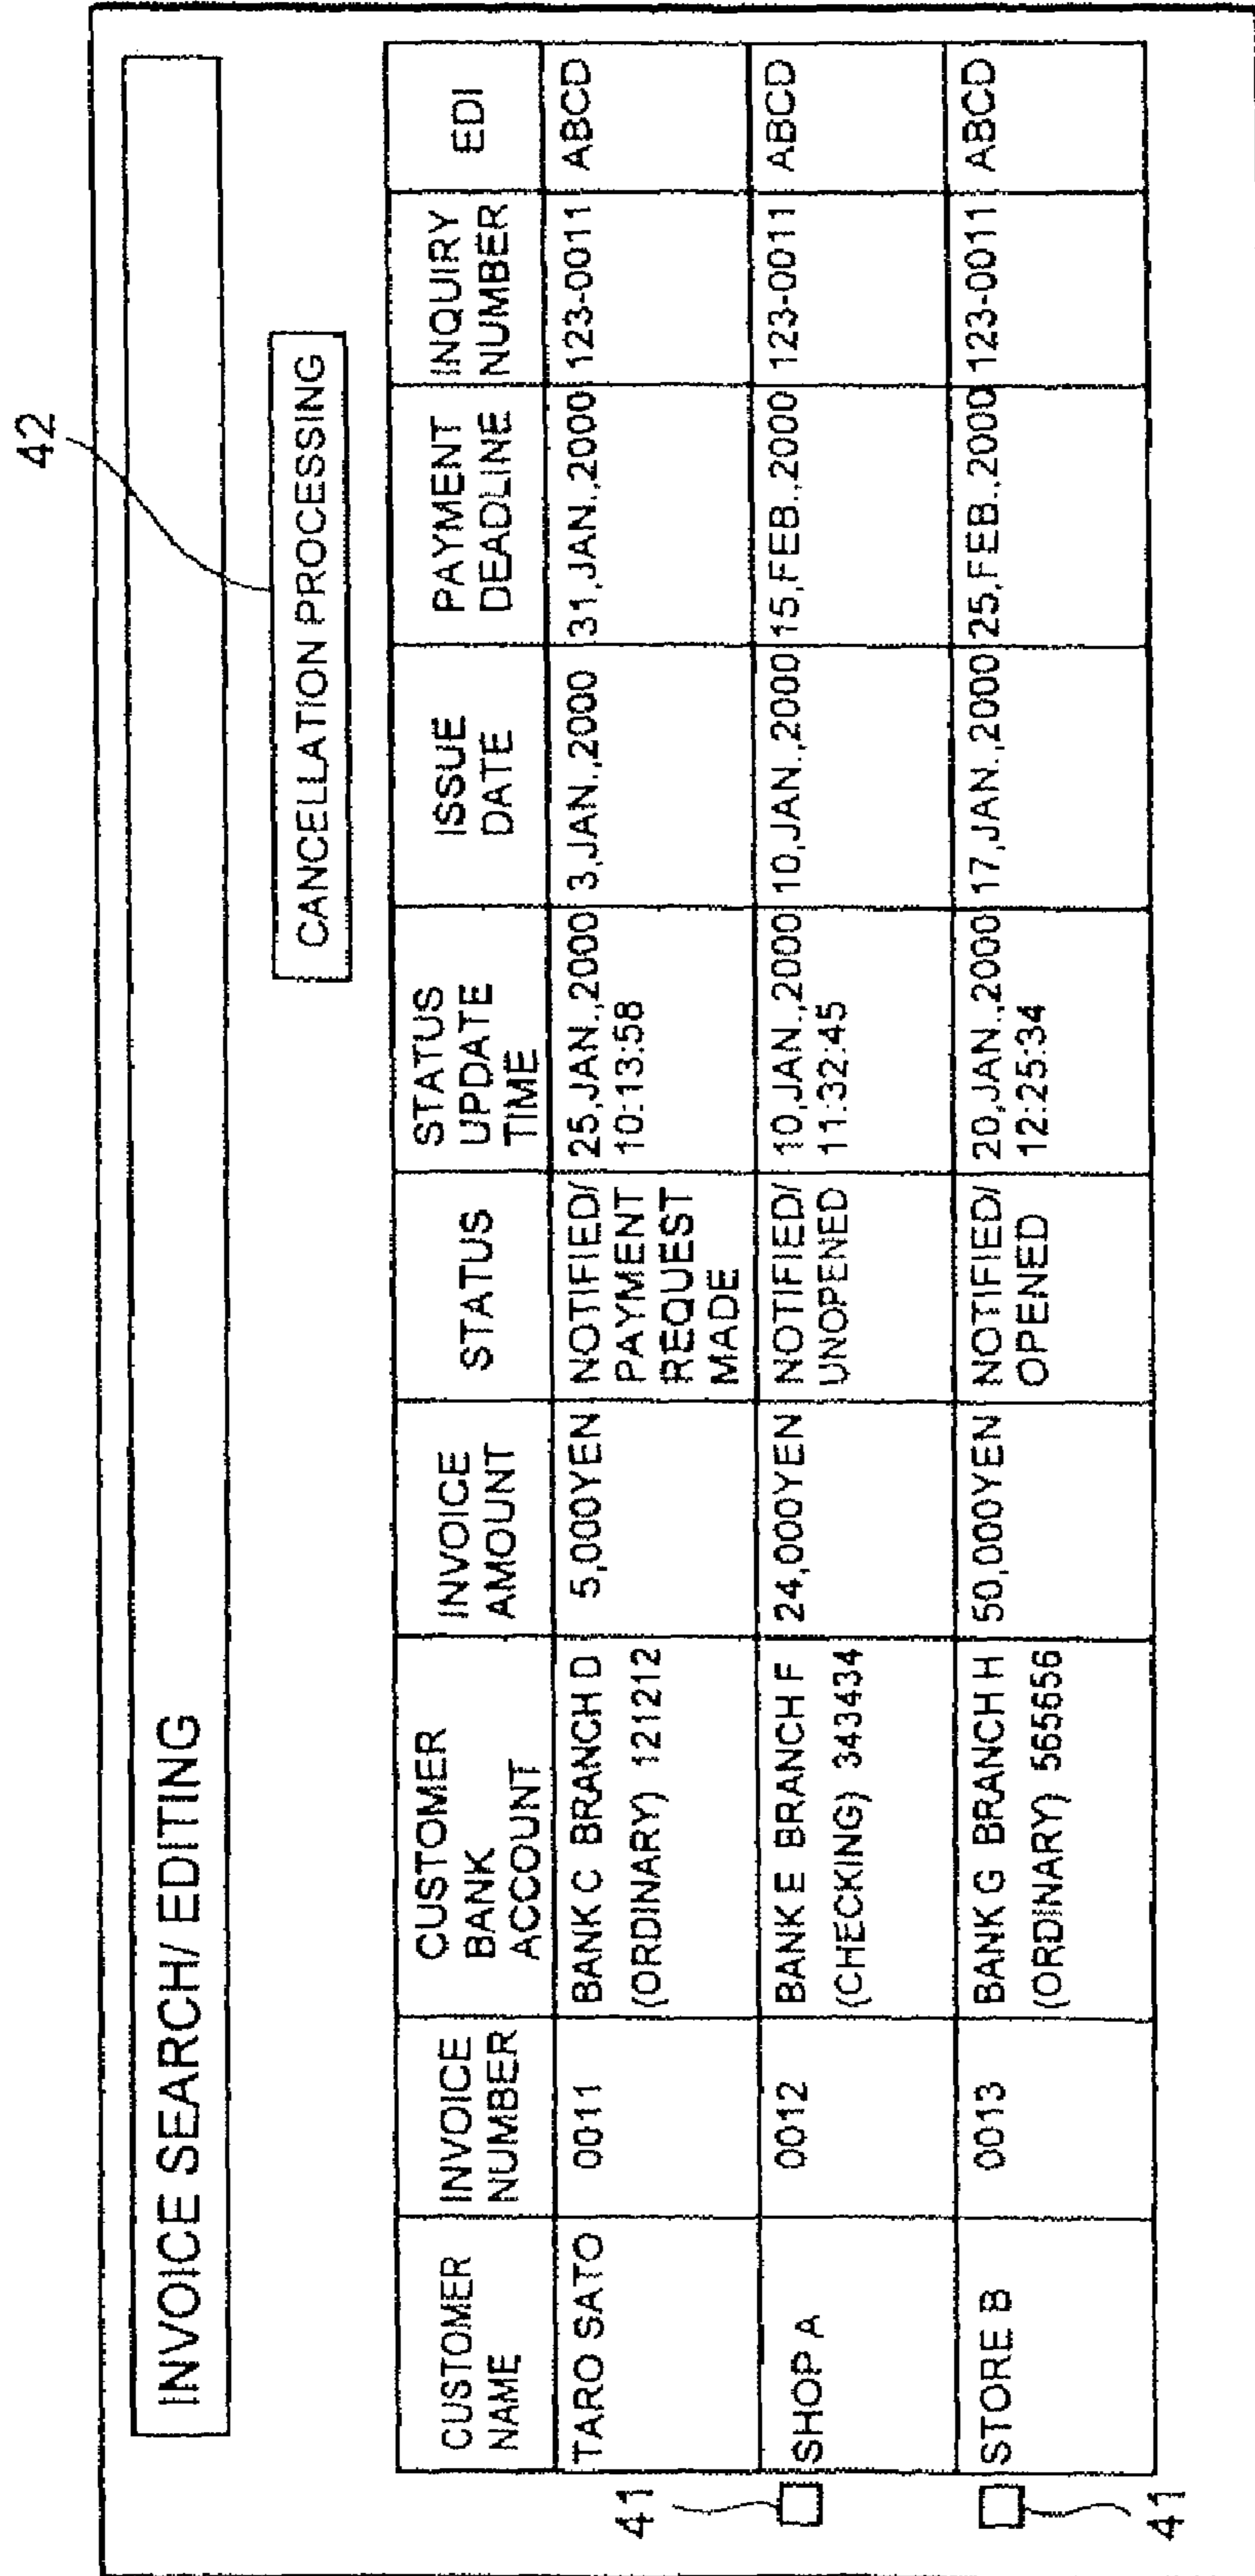 42
INVOICE SEARCH/ EDITING
CANCELLATION PROCESSING
CUSTOMER NAME
INVOICE NUMBER
CUSTOMER BANK ACCOUNT
INVOICE AMOUNT
STATUS
STATUS UPDATE TIME
ISSUE DATE
PAYMENT DEADLINE
INQUIRY NUMBER
EDI
TARO SATO
0011
BANK C BRANCH D
(ORDINARY) 121212
5,000YEN
NOTIFIED/
PAYMENT
REQUEST
MADE
25,JAN.,2000
10:13:58
3,JAN.,2000
31,JAN.,2000
123-0011
ABCD
41
SHOP A
0012
BANK E BRANCH F
(CHECKING) 343434
24,000YEN
NOTIFIED/
UNOPENED
10,JAN.,2000
11:32:45
10,JAN.,2000
15,FEB.,2000
123-0011
ABCD
STORE B
0013
BANK G BRANCH H
(ORDINARY) 565656
50,000YEN
NOTIFIED/
OPENED
20,JAN.,2000
12:25:34
17,JAN.,2000
25,FEB.,2000
123-0011
ABCD
41